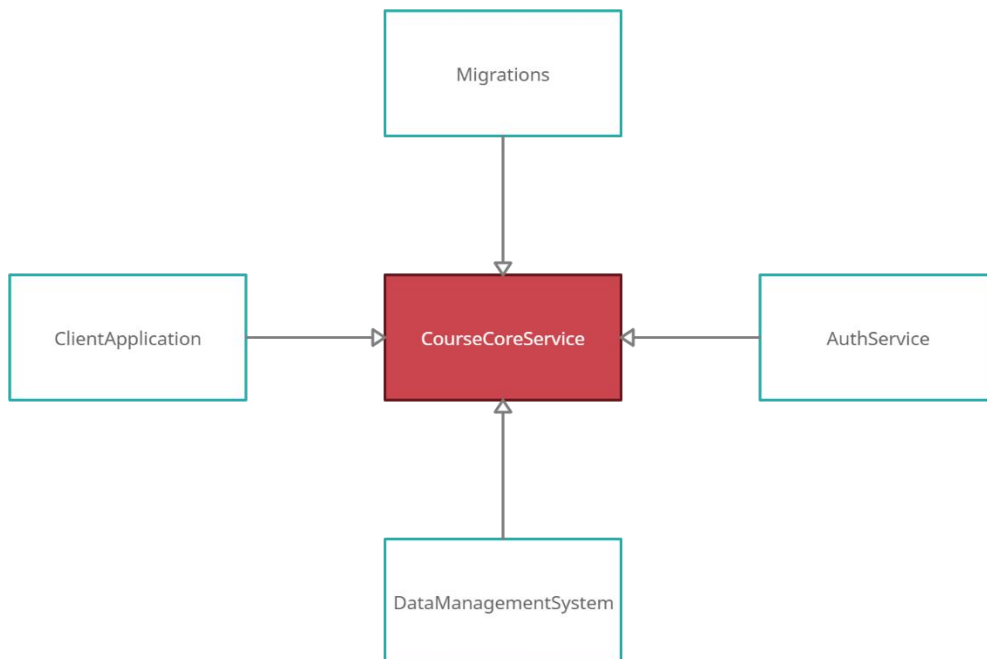 Migrations
ClientApplication
CourseCoreService
AuthService
DataManagementSystem